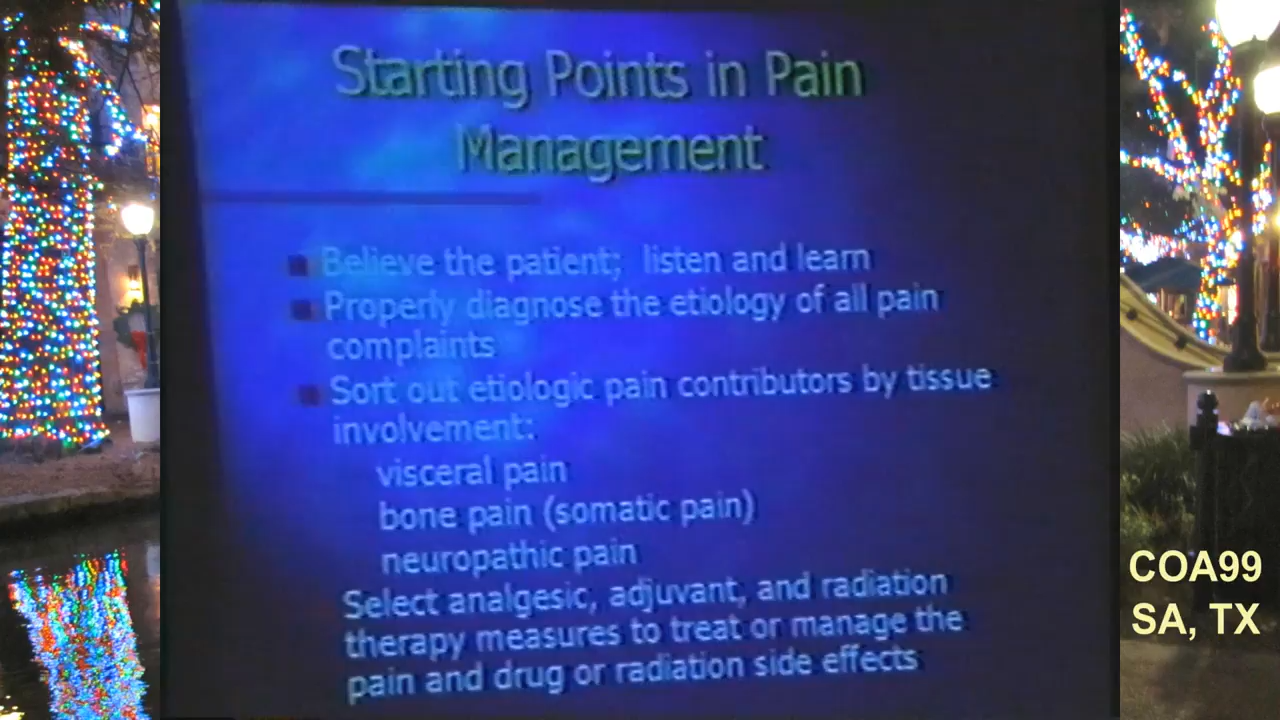 Starting Points in Pain
Management
Believe the patient; listen and learn
Properly diagnose the etiology of all pain
complaints
Sort out etiologic pain contributors by tissue
involvement:
visceral pain
bone pain (somatic pain)
neuropathic pain
Select analgesic, adjuvant, and radiation
therapy measures to treat or manage the
pain and drug or radiation side effects
COA99
SA, TX